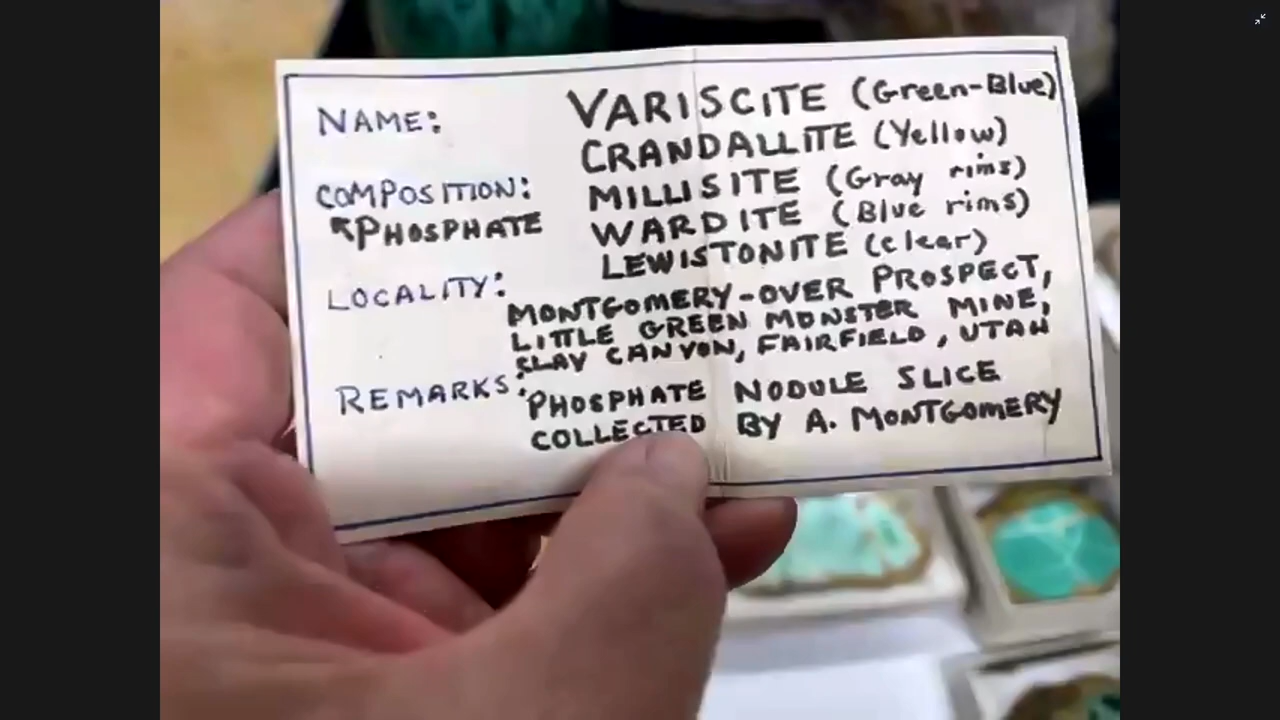 NAME: VARISCITE (Green-Blue)
CRANDALLITE (Yellow)
COMPOSITION: MILLISITE (Gray rims)
↖PHOSPHATE WARDITE (Blue rims)
LEWISTONITE (clear)
LOCALITY: MONTGOMERY-OVER PROSPECT,
LITTLE GREEN MONSTER MINE,
CLAY CANYON, FAIRFIELD, UTAH
REMARKS: PHOSPHATE NODULE SLICE
COLLECTED BY A. MONTGOMERY